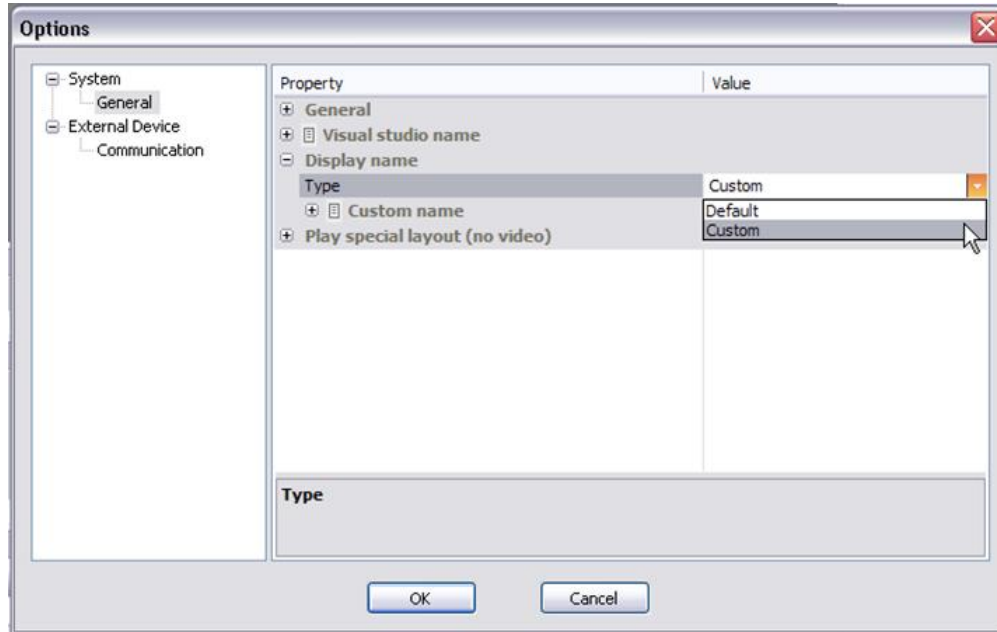 Options
System
General
External Device
Communication
Property Value
General
Visual studio name
Display name
Type Custom
Default
Custom name
Custom
Play special layout (no video)
Type
OK Cancel